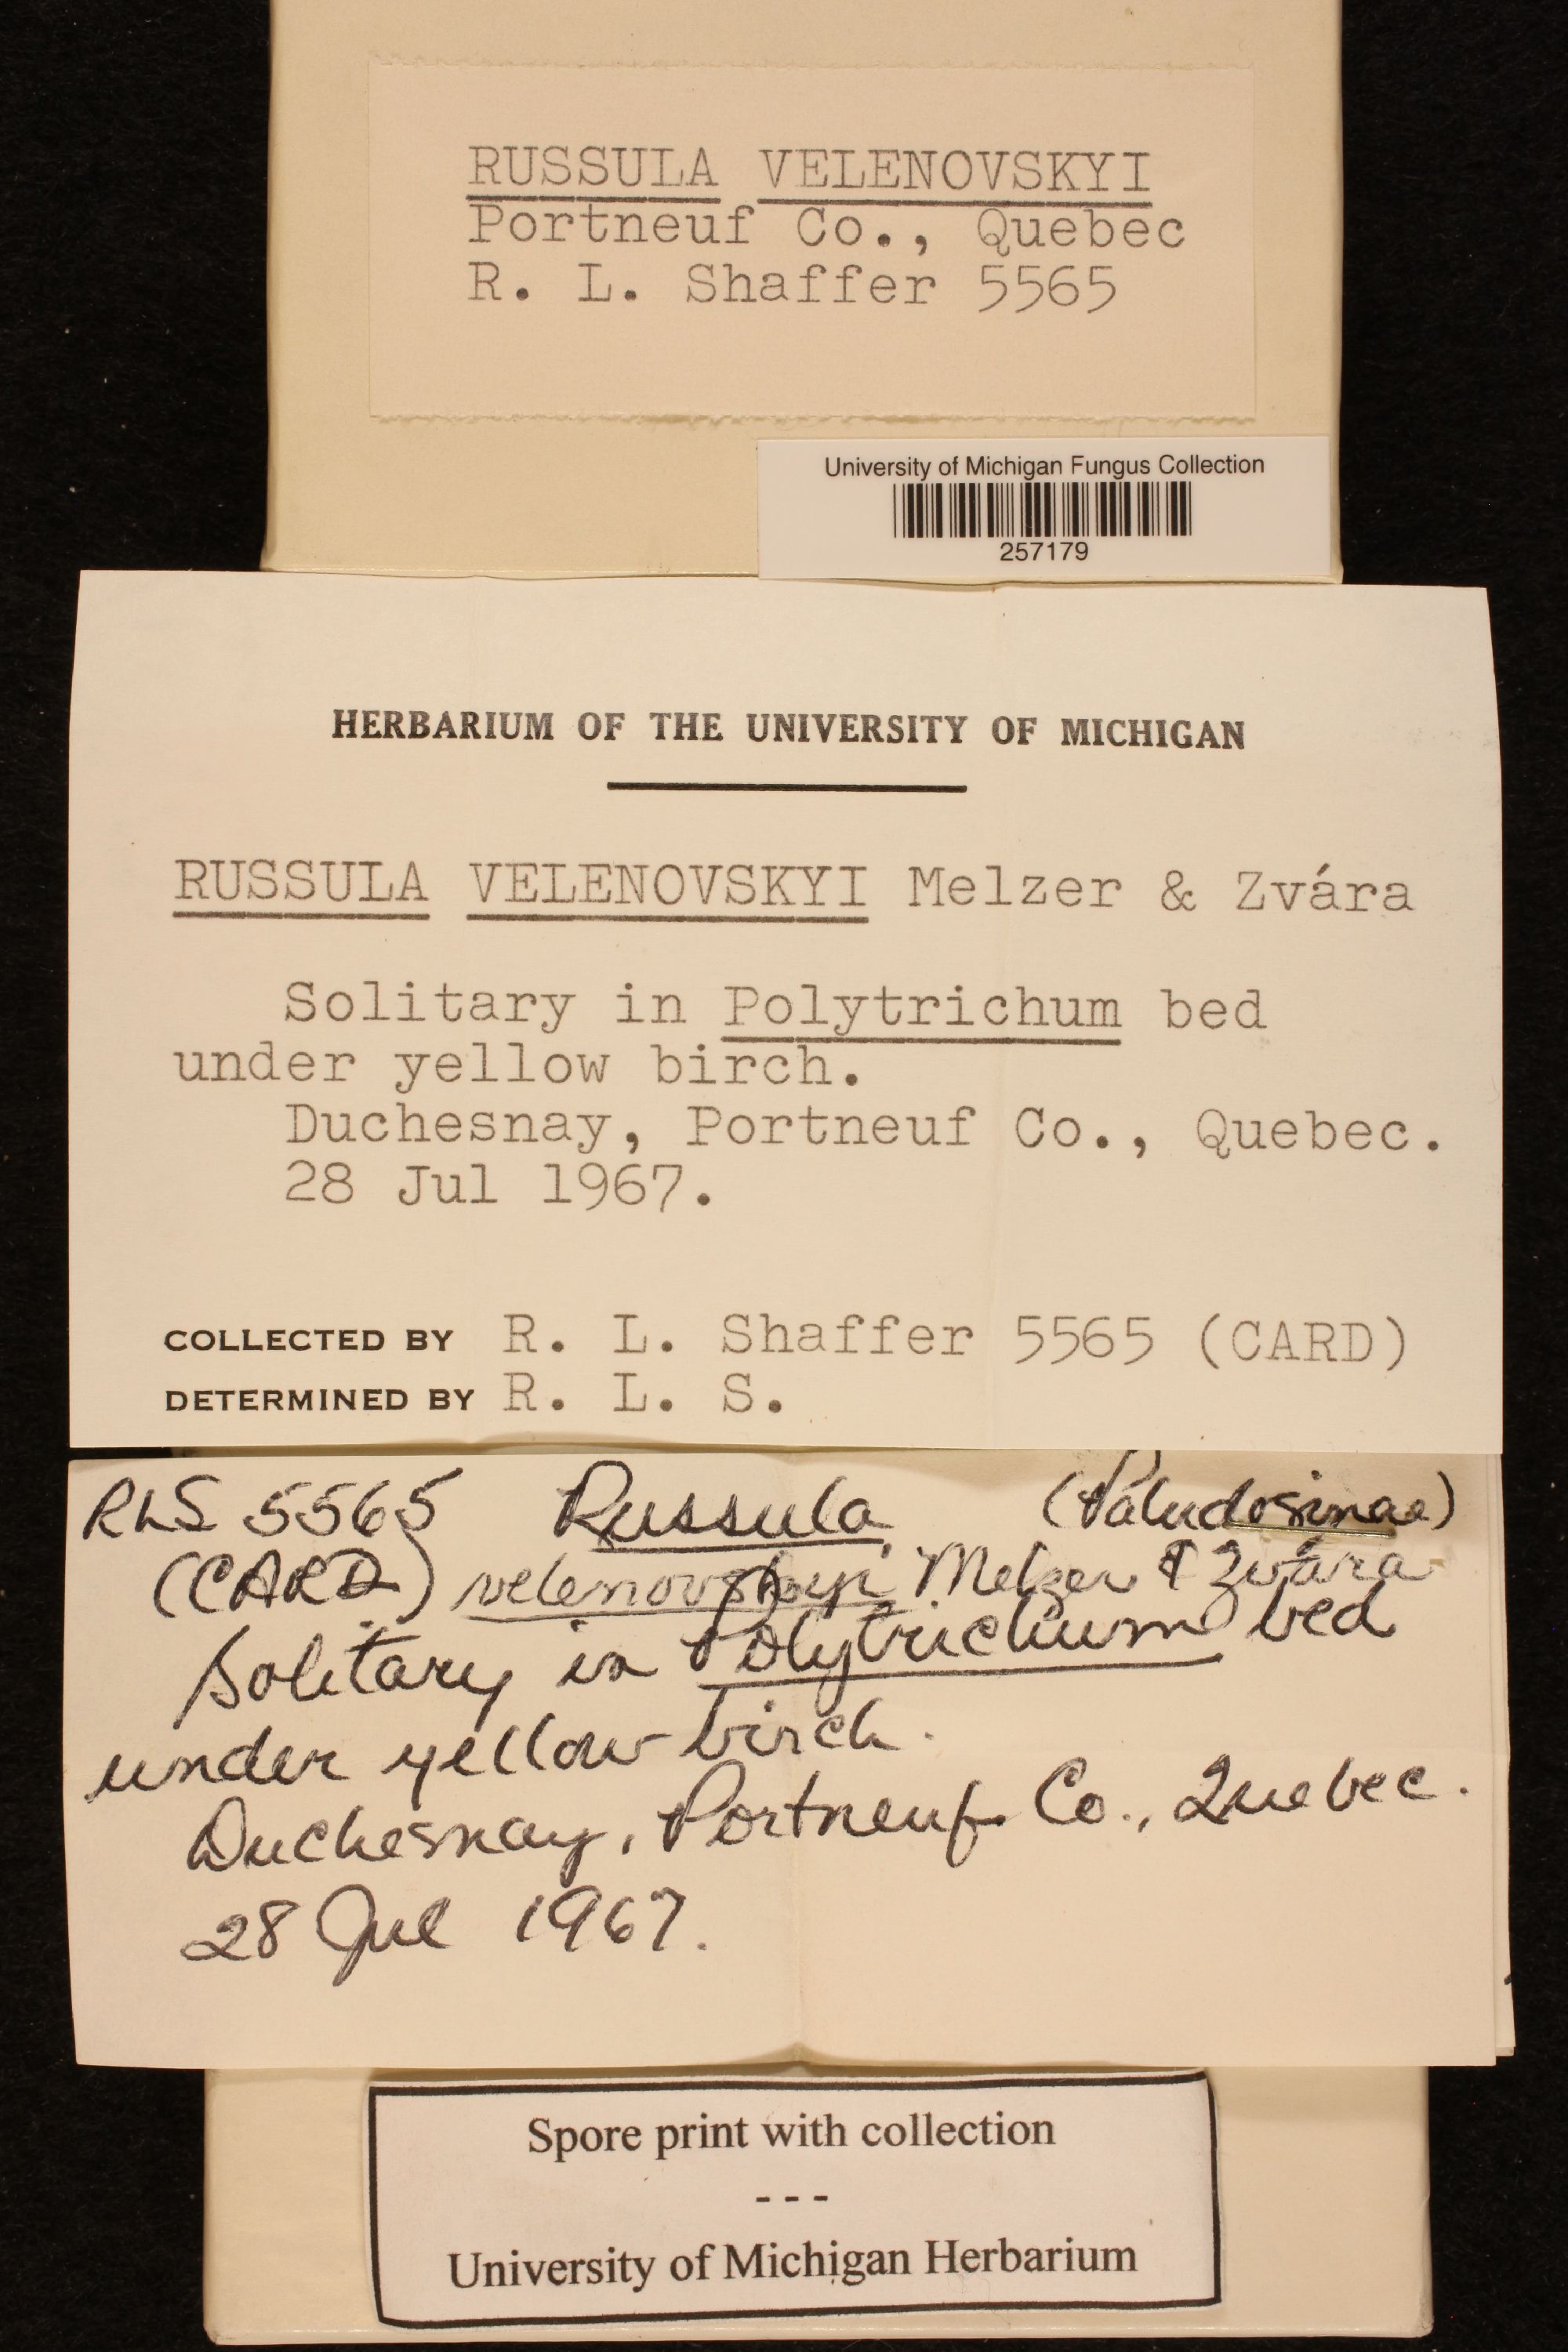 RUSSULA VELENOVSKYI
Portneuf Co., Quebec
R. L. Shaffer 5565
University of Michigan Fungus Collection
257179
HERBARIUM OF THE UNIVERSITY OF MICHIGAN
RUSSULA VELENOVSKYI Melzer & Zvára
Solitary in Polytrichum bed
under yellow birch.
Duchesnay, Portneuf Co., Quebec.
28 Jul 1967.
COLLECTED BY R. L. Shaffer 5565 (CARD)
DETERMINED BY R. L. S.
RLS 5565 Russula (Paludosinae)
(CARD) velenovskyi Melzer & Zvára
Solitary in Polytrichum bed
under yellow birch.
Duchesnay, Portneuf Co., Quebec.
28 Jul 1967.
Spore print with collection
---
University of Michigan Herbarium